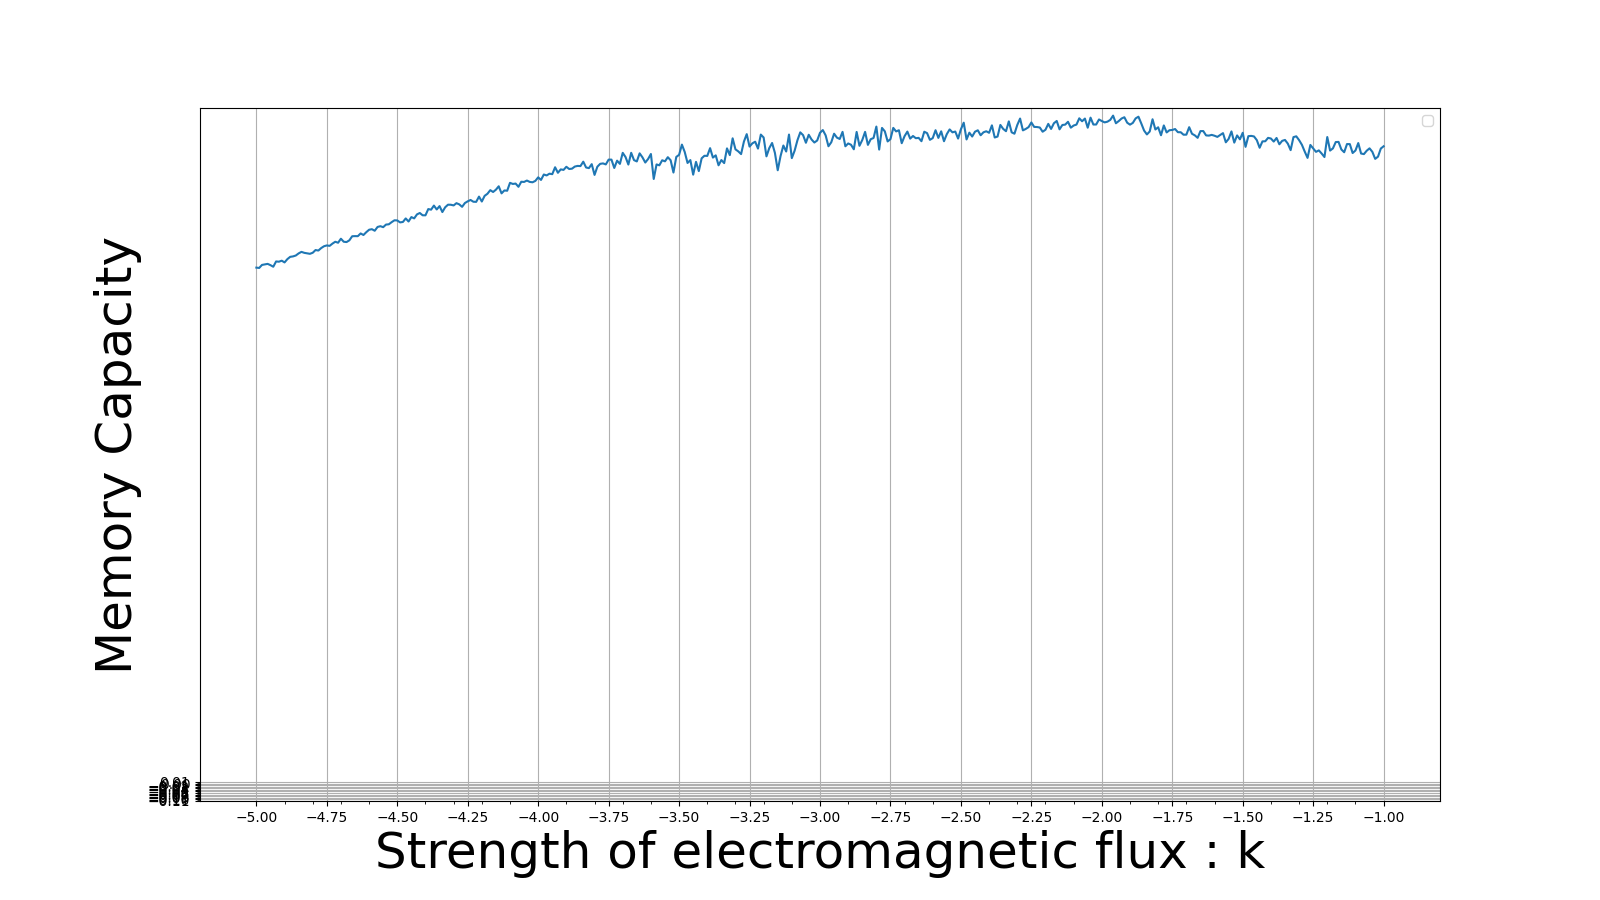 Memory Capacity
−5.00 −4.75 −4.50 −4.25 −4.00 −3.75 −3.50 −3.25 −3.00 −2.75 −2.50 −2.25 −2.00 −1.75 −1.50 −1.25 −1.00
Strength of electromagnetic flux : k